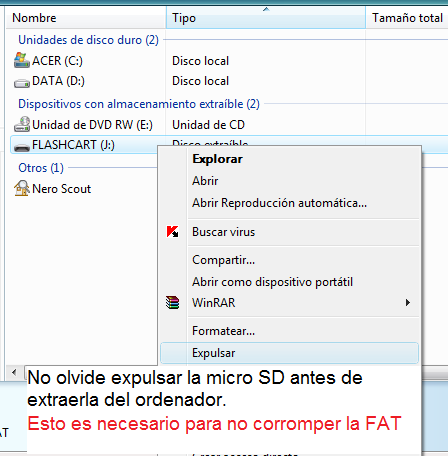 Nombre Tipo Tamaño total
Unidades de disco duro (2)
ACER (C:) Disco local
DATA (D:) Disco local
Dispositivos con almacenamiento extraíble (2)
Unidad de DVD RW (E:) Unidad de CD
FLASHCART (J:) Disco extraíble
Otros (1)
Nero Scout
Explorar
Abrir
Abrir Reproducción automática...
Buscar virus
Compartir...
Abrir como dispositivo portátil
WinRAR
Formatear...
Expulsar
No olvide expulsar la micro SD antes de
extraerla del ordenador.
Esto es necesario para no corromper la FAT
AT